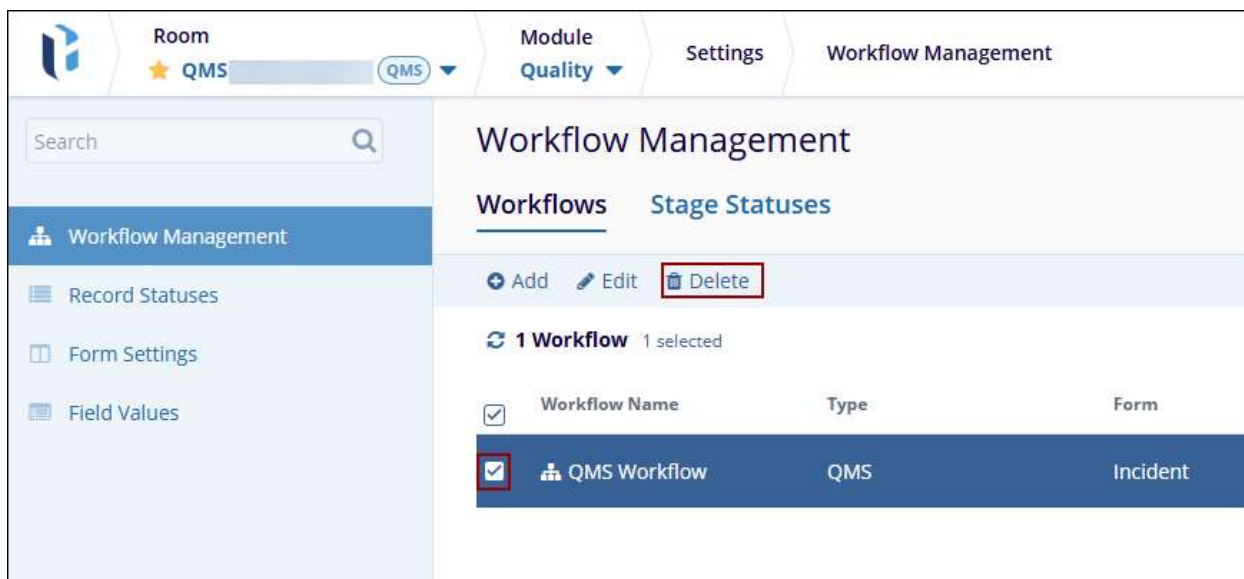 Room
QMS
QMS
Module
Quality
Settings
Workflow Management
Search
Workflow Management
Record Statuses
Form Settings
Field Values
Workflow Management
Workflows Stage Statuses
Add Edit Delete
1 Workflow 1 selected
Workflow Name Type Form
QMS Workflow QMS Incident